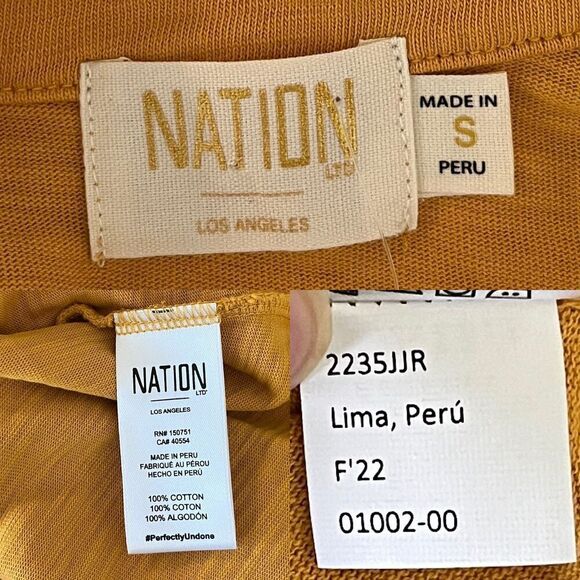 NATION
LTD
LOS ANGELES
MADE IN
S
PERU
NATION
LTD
LOS ANGELES
RN# 150751
CA# 40554
MADE IN PERU
FABRIQUÉ AU PÉROU
HECHO EN PERÚ
100% COTTON
100% COTON
100% ALGODÓN
#PerfectlyUndone
2235JJR
Lima, Perú
F'22
01002-00